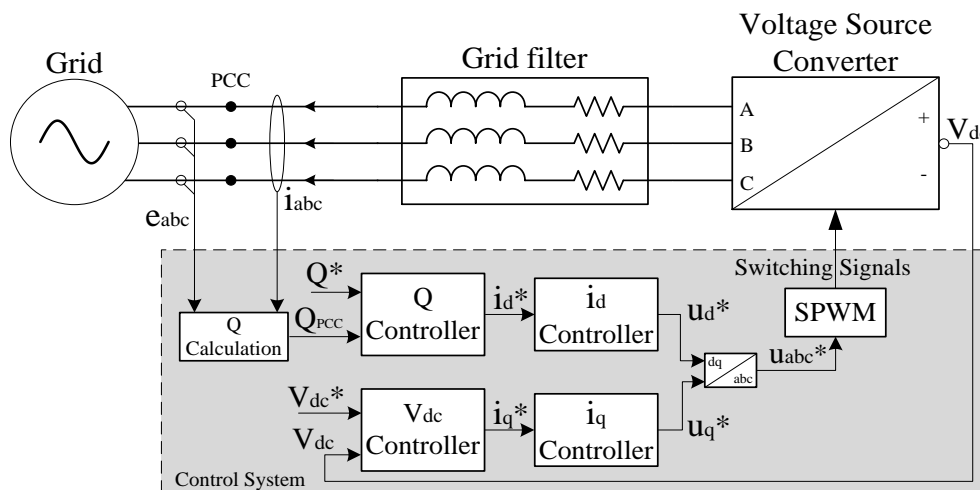 Voltage Source
Converter
Grid
Grid filter
PCC
A
B
C
+
-
Vd
eabc
iabc
Switching Signals
Q*
QPCC
Q
Calculation
Q
Controller
id*
id
Controller
ud*
SPWM
dq
abc
uabc*
Vdc*
Vdc
Vdc
Controller
iq*
iq
Controller
uq*
Control System